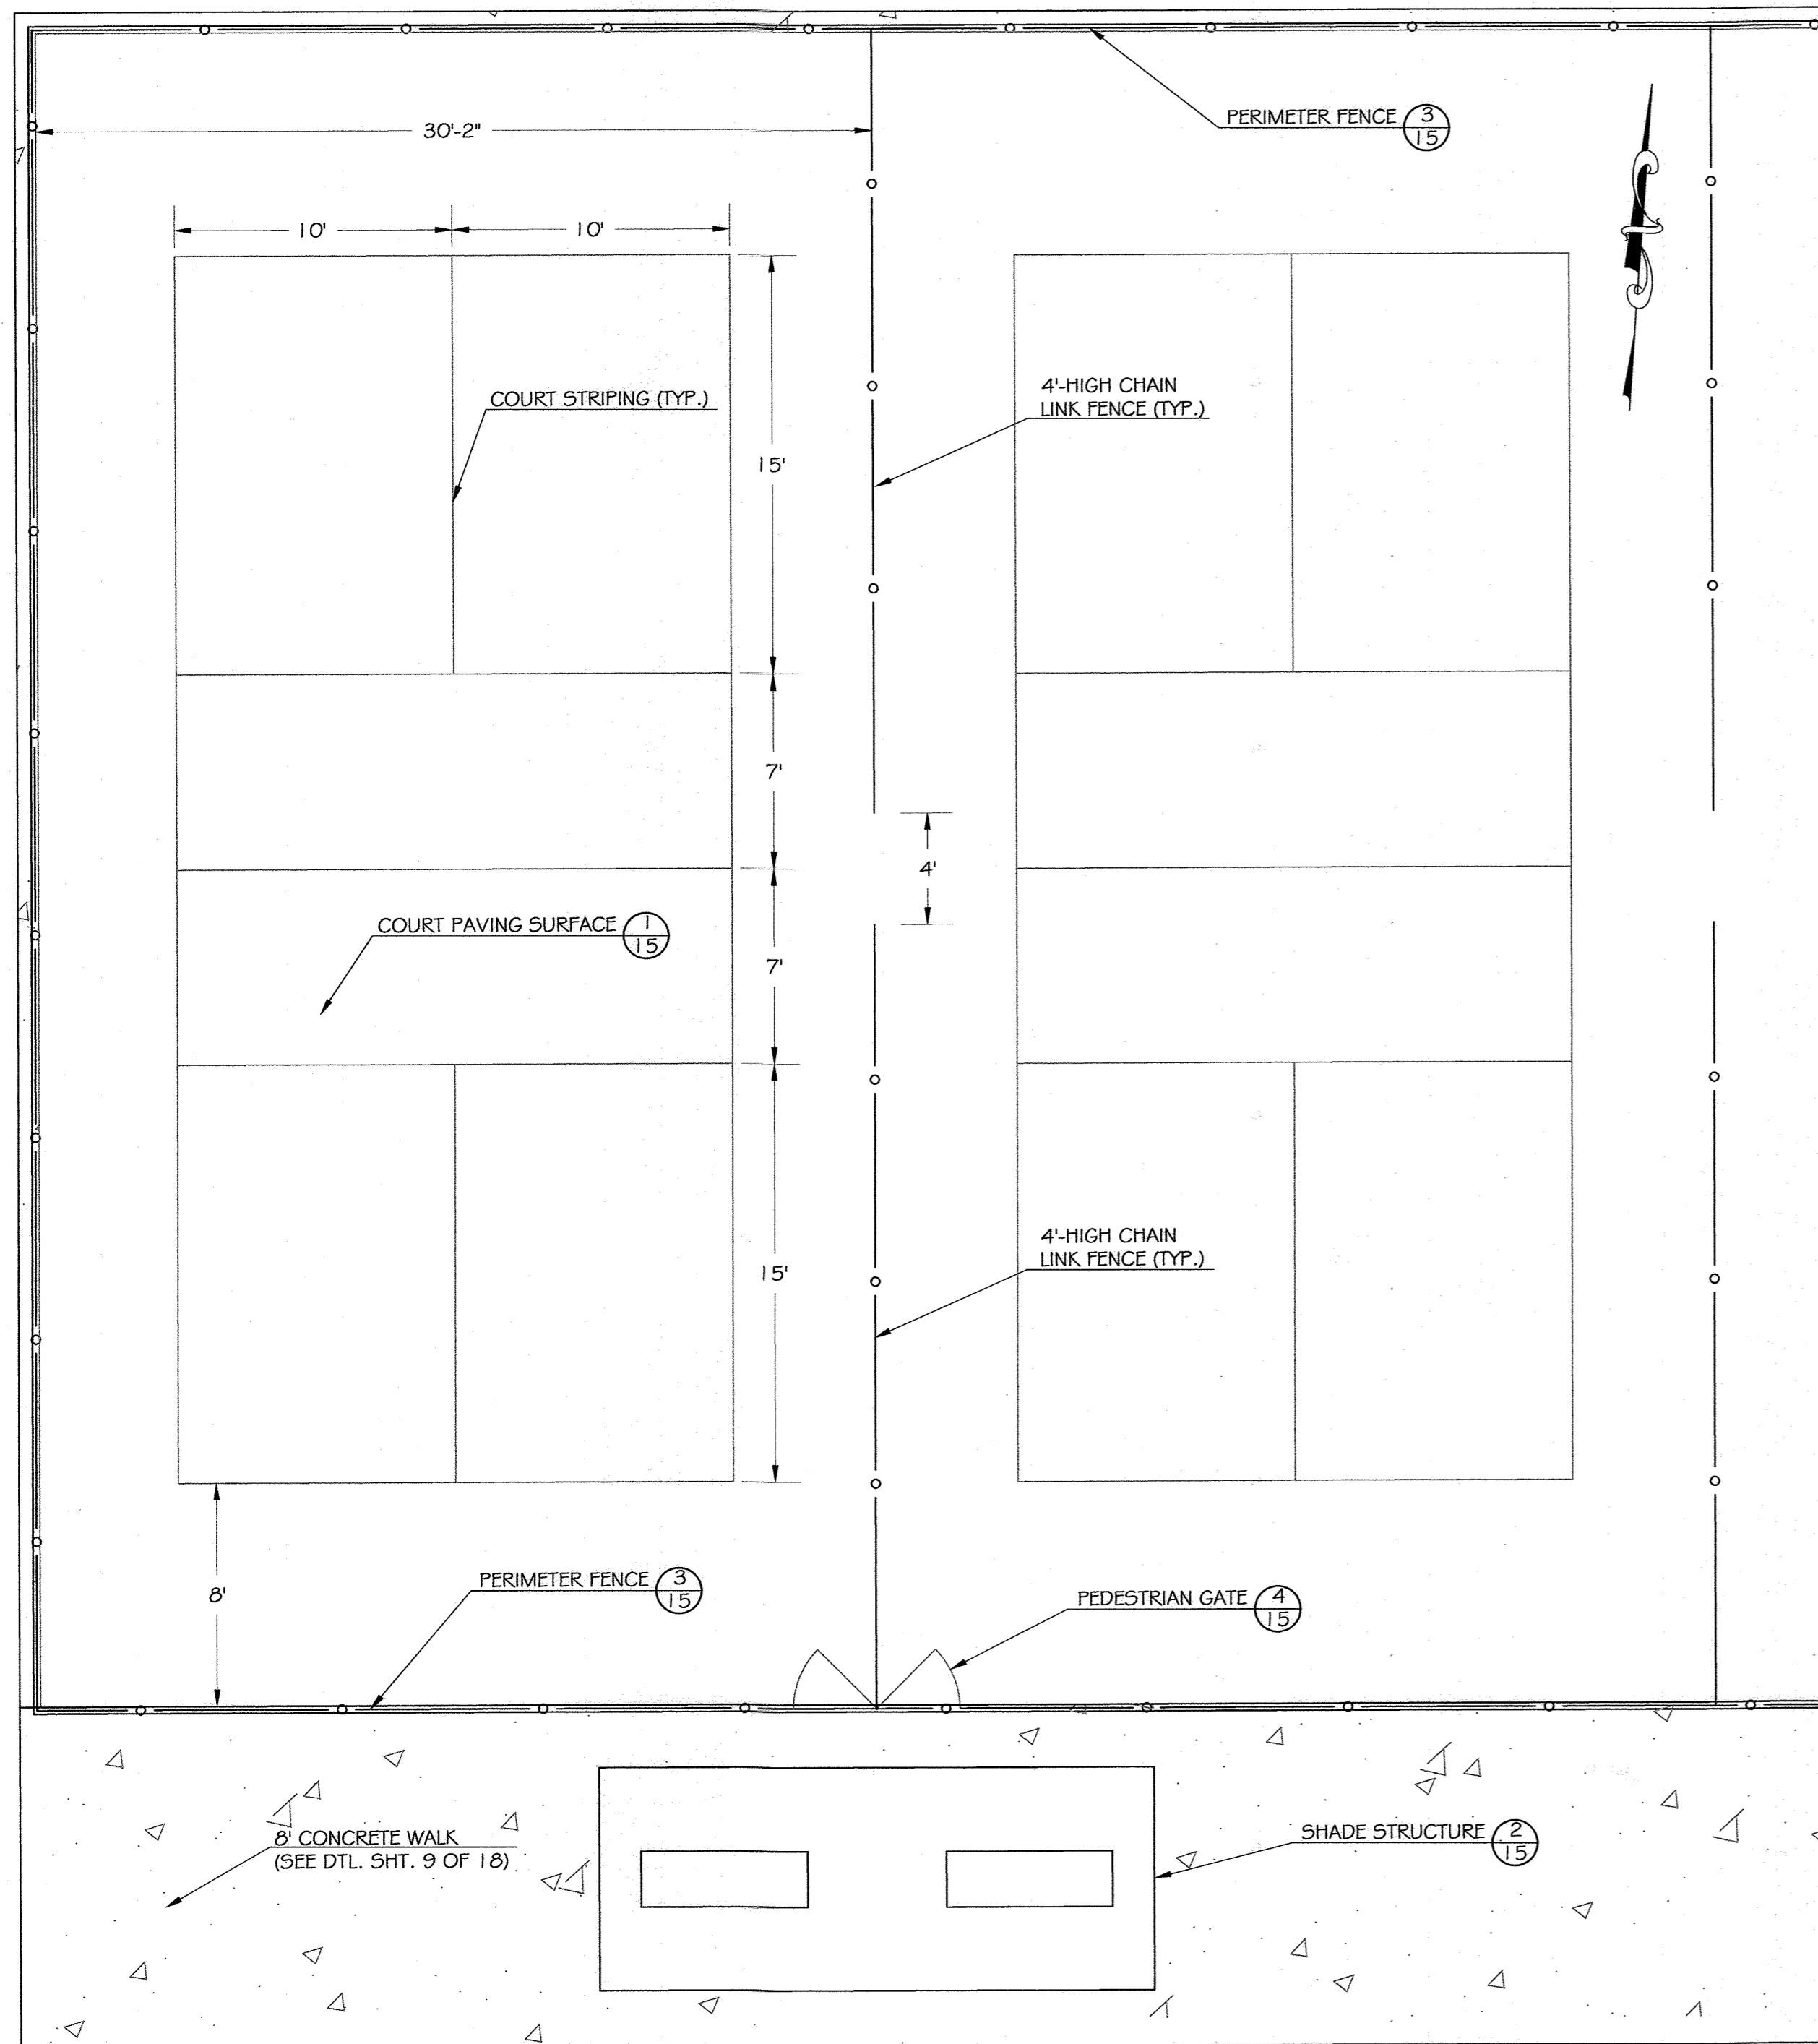 PERIMETER FENCE 3
15
30'-2"
10' 10'
4'-HIGH CHAIN
LINK FENCE (TYP.)
COURT STRIPING (TYP.)
15'
7'
4'
COURT PAVING SURFACE 1
15
7'
4'-HIGH CHAIN
LINK FENCE (TYP.)
15'
PERIMETER FENCE 3
15
8'
PEDESTRIAN GATE 4
15
8' CONCRETE WALK
(SEE DTL. SHT. 9 OF 18)
SHADE STRUCTURE 2
15